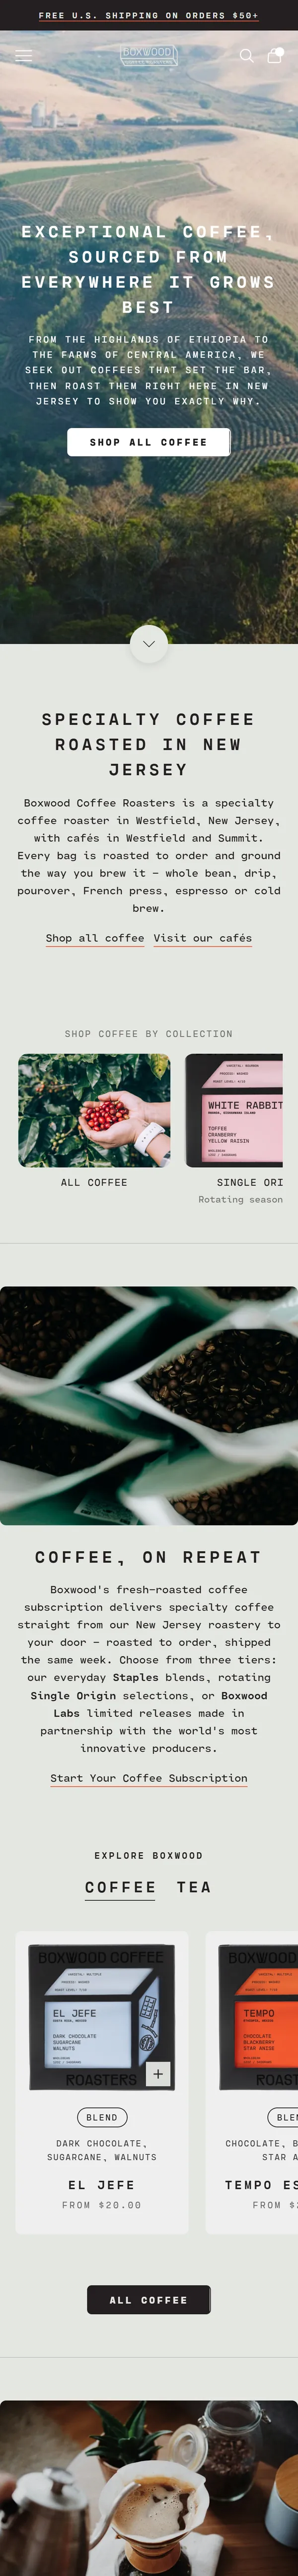 FREE U.S. SHIPPING ON ORDERS $50+
BOXWOOD
COFFEE ROASTERS
EXCEPTIONAL COFFEE,
SOURCED FROM
EVERYWHERE IT GROWS
BEST
FROM THE HIGHLANDS OF ETHIOPIA TO
THE FARMS OF CENTRAL AMERICA, WE
SEEK OUT COFFEES THAT SET THE BAR,
THEN ROAST THEM RIGHT HERE IN NEW
JERSEY TO SHOW YOU EXACTLY WHY.
SHOP ALL COFFEE
SPECIALTY COFFEE
ROASTED IN NEW
JERSEY
Boxwood Coffee Roasters is a specialty
coffee roaster in Westfield, New Jersey,
with cafés in Westfield and Summit.
Every bag is roasted to order and ground
the way you brew it — whole bean, drip,
pourover, French press, espresso or cold
brew.
Shop all coffee Visit our cafés
SHOP COFFEE BY COLLECTION
WHITE RABBIT
TOFFEE
CRANBERRY
YELLOW RAISIN
ALL COFFEE
SINGLE ORI
Rotating season
COFFEE, ON REPEAT
Boxwood's fresh-roasted coffee
subscription delivers specialty coffee
straight from our New Jersey roastery to
your door — roasted to order, shipped
the same week. Choose from three tiers:
our everyday Staples blends, rotating
Single Origin selections, or Boxwood
Labs limited releases made in
partnership with the world's most
innovative producers.
Start Your Coffee Subscription
EXPLORE BOXWOOD
COFFEE TEA
BOXWOOD COFFEE
EL JEFE
DARK CHOCOLATE
SUGARCANE
WALNUTS
ROASTERS
BLEND
DARK CHOCOLATE,
SUGARCANE, WALNUTS
EL JEFE
FROM $20.00
BOXWOOD
TEMPO
CHOCOLATE
BLACKBERRY
STAR ANISE
ROAST
BLEN
CHOCOLATE, B
STAR A
TEMPO ES
FROM $
ALL COFFEE